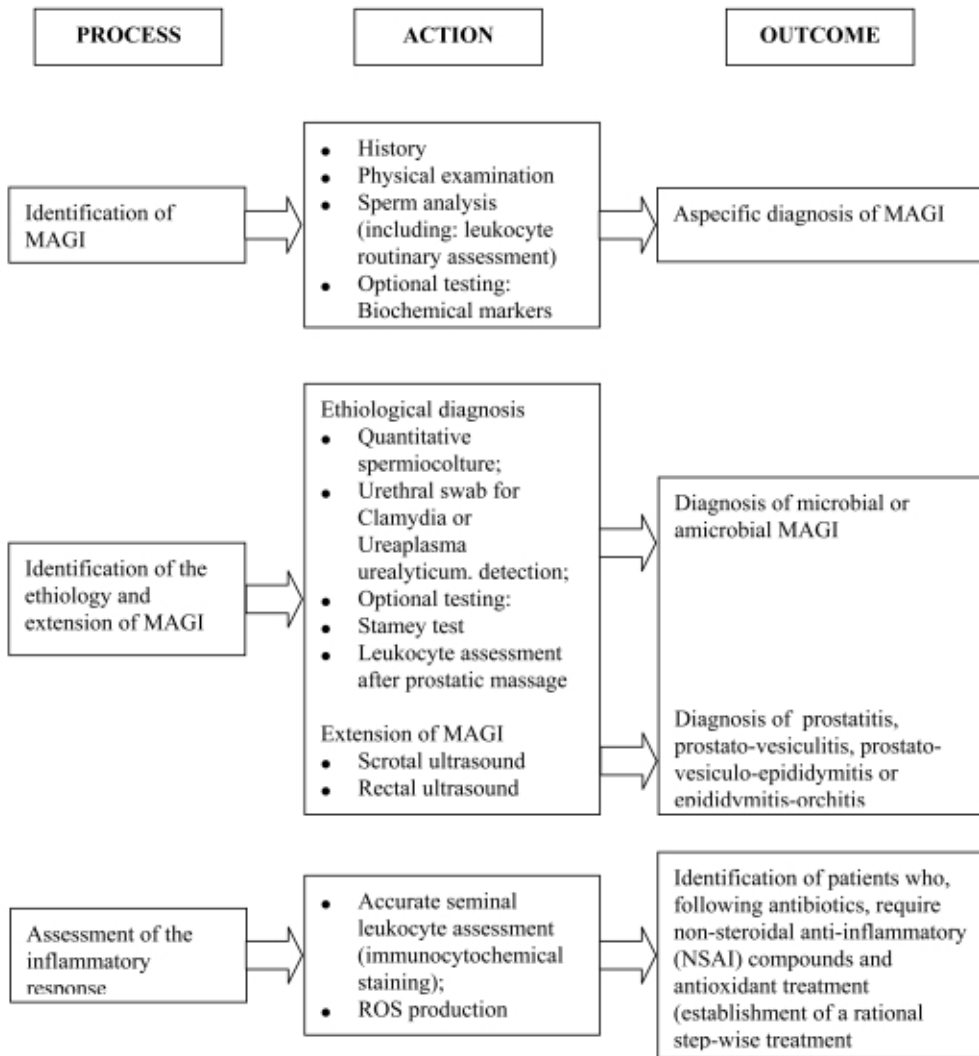 PROCESS
ACTION
OUTCOME
Identification of
MAGI
● History
● Physical examination
● Sperm analysis
(including: leukocyte
routinary assessment)
● Optional testing:
Biochemical markers
Aspecific diagnosis of MAGI
Identification of the
ethiology and
extension of MAGI
Ethiological diagnosis
● Quantitative
spermiocolture;
● Urethral swab for
Clamydia or
Ureaplasma
urealyticum. detection;
● Optional testing:
● Stamey test
● Leukocyte assessment
after prostatic massage
Extension of MAGI
● Scrotal ultrasound
● Rectal ultrasound
Diagnosis of microbial or
amicrobial MAGI
Diagnosis of prostatitis,
prostato-vesiculitis, prostato-
vesiculo-epididymitis or
epididymitis-orchitis
Assessment of the
inflammatory
response
● Accurate seminal
leukocyte assessment
(immunocytochemical
staining);
● ROS production
Identification of patients who,
following antibiotics, require
non-steroidal anti-inflammatory
(NSAI) compounds and
antioxidant treatment
(establishment of a rational
step-wise treatment